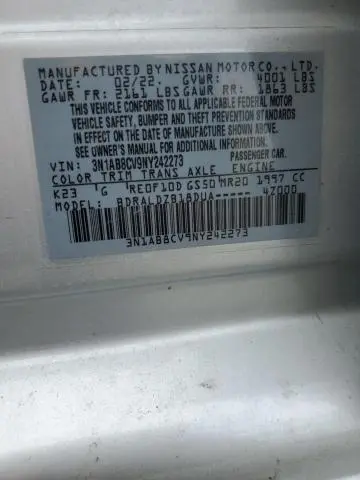 MANUFACTURED BY NISSAN MOTOR CO., LTD.
DATE: 02/22. GVWR: 4001 LBS
GAWR FR: 2161 LBS GAWR RR: 1863 LBS
THIS VEHICLE CONFORMS TO ALL APPLICABLE FEDERAL MOTOR
VEHICLE SAFETY, BUMPER AND THEFT PREVENTION STANDARDS
IN EFFECT ON THE DATE OF MANUFACTURE SHOWN ABOVE.
SEE OWNER'S MANUAL FOR ADDITIONAL INFORMATION
VIN: 3N1AB8CV9NY242273 PASSENGER CAR.
COLOR TRIM TRANS AXLE ENGINE
K23 G RE0F10D GS50 MR20 1997 CC
MODEL: BDRALDZB18DUA----- 4Z000
3N1AB8CV9NY242273